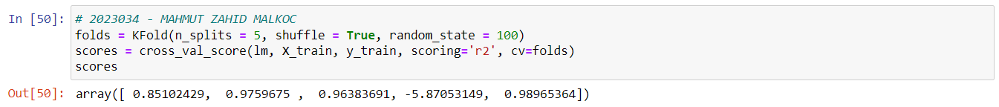 In [50]: # 2023034 - MAHMUT ZAHID MALKOC
folds = KFold(n_splits = 5, shuffle = True, random_state = 100)
scores = cross_val_score(lm, X_train, y_train, scoring='r2', cv=folds)
scores
Out[50]: array([ 0.85102429,  0.9759675 ,  0.96383691, -5.87053149,  0.98965364])